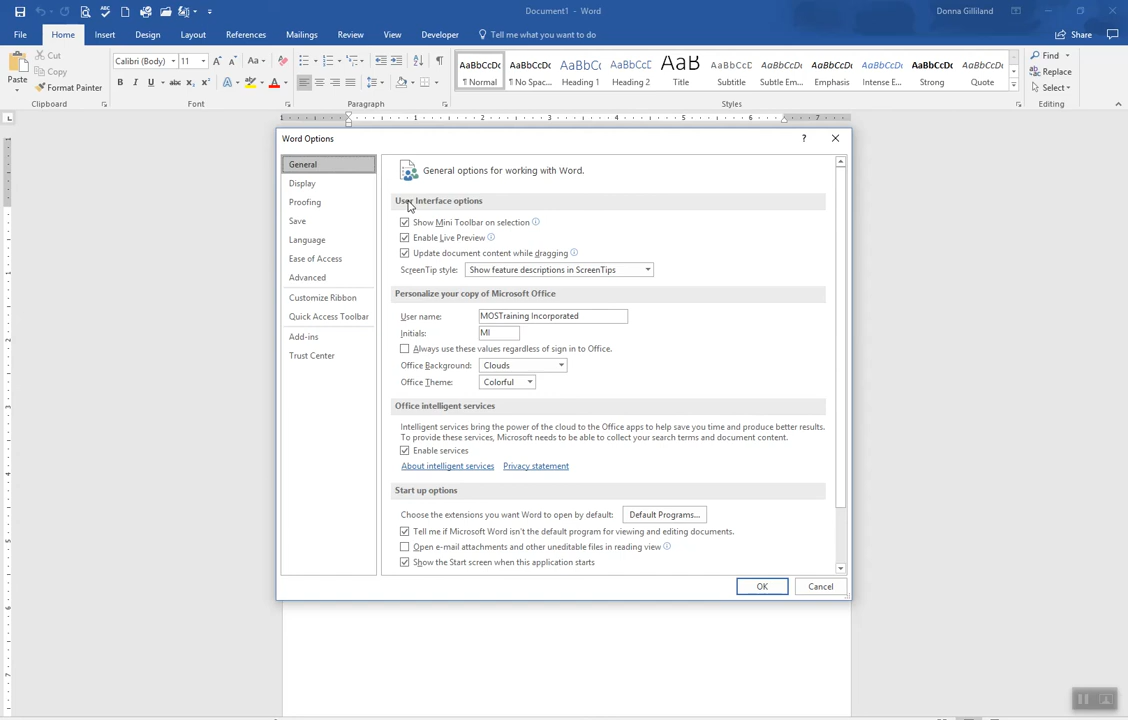 Document1 - Word
Donna Gilliland
File Home Insert Design Layout References Mailings Review View Developer Tell me what you want to do Share
Paste
Cut
Copy
Format Painter
Clipboard
Calibri (Body) 11
Font
Paragraph
AaBbCcDc AaBbCcDc AaBbCc AaBbCcE AaB AaBbCcC AaBbCcDc AaBbCcDc AaBbCcDc AaBbCcDc AaBbCcDc
¶ Normal ¶ No Spac... Heading 1 Heading 2 Title Subtitle Subtle Em... Emphasis Intense E... Strong Quote
Styles
Find
Replace
Select
Editing
1 1 2 3 4 5 6 7
Word Options
General
Display
Proofing
Save
Language
Ease of Access
Advanced
Customize Ribbon
Quick Access Toolbar
Add-ins
Trust Center
General options for working with Word.
User Interface options
Show Mini Toolbar on selection
Enable Live Preview
Update document content while dragging
ScreenTip style: Show feature descriptions in ScreenTips
Personalize your copy of Microsoft Office
User name: MOSTraining Incorporated
Initials: MI
Always use these values regardless of sign in to Office.
Office Background: Clouds
Office Theme: Colorful
Office intelligent services
Intelligent services bring the power of the cloud to the Office apps to help save you time and produce better results.
To provide these services, Microsoft needs to be able to collect your search terms and document content.
Enable services
About intelligent services Privacy statement
Start up options
Choose the extensions you want Word to open by default: Default Programs...
Tell me if Microsoft Word isn't the default program for viewing and editing documents.
Open e-mail attachments and other uneditable files in reading view
Show the Start screen when this application starts
OK Cancel